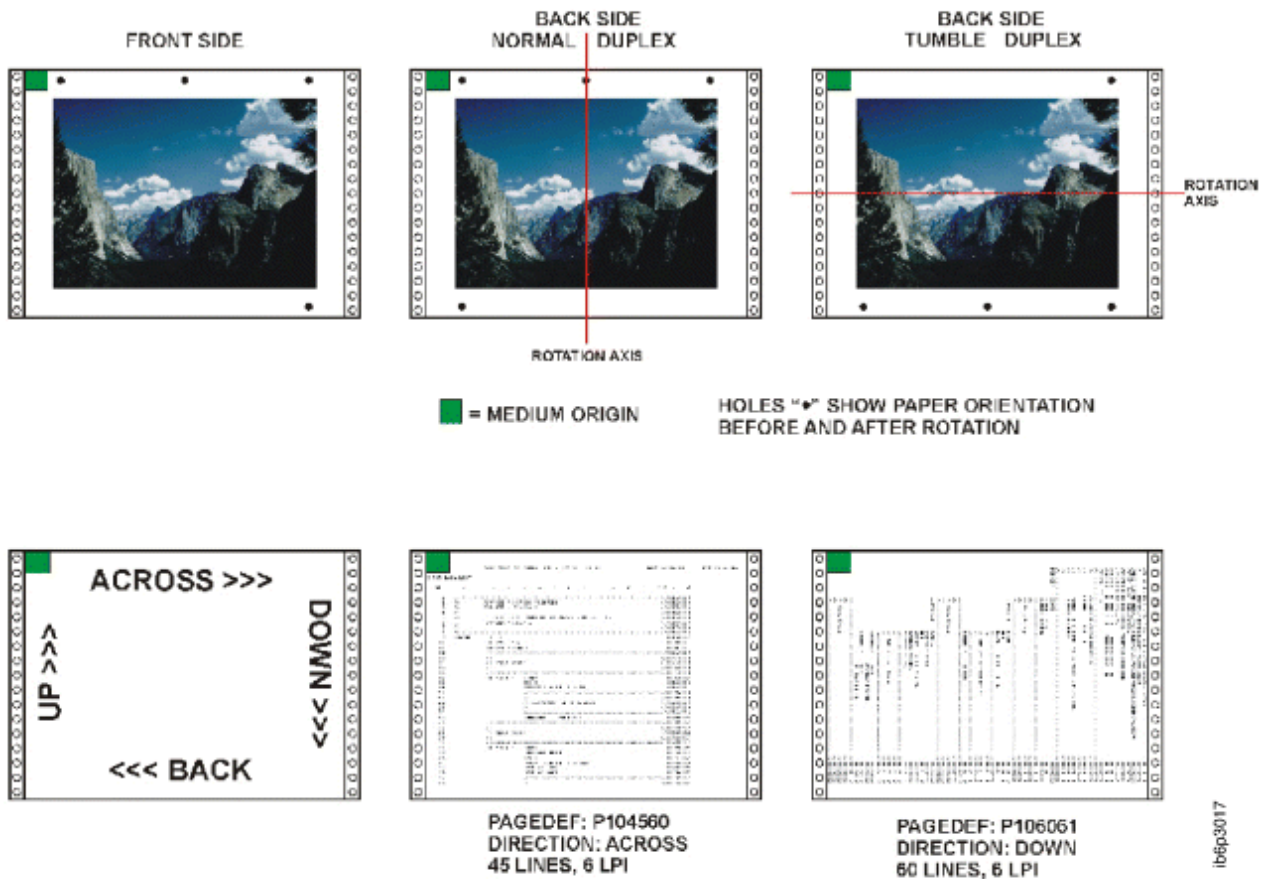 FRONT SIDE
BACK SIDE
NORMAL DUPLEX
BACK SIDE
TUMBLE DUPLEX
ROTATION
AXIS
ROTATION AXIS
= MEDIUM ORIGIN
HOLES "•" SHOW PAPER ORIENTATION
BEFORE AND AFTER ROTATION
ACROSS >>>
DOWN >>>
UP >>>
<<< BACK
PAGEDEF: P104560
DIRECTION: ACROSS
45 LINES, 6 LPI
PAGEDEF: P106061
DIRECTION: DOWN
60 LINES, 6 LPI
ib6p3017